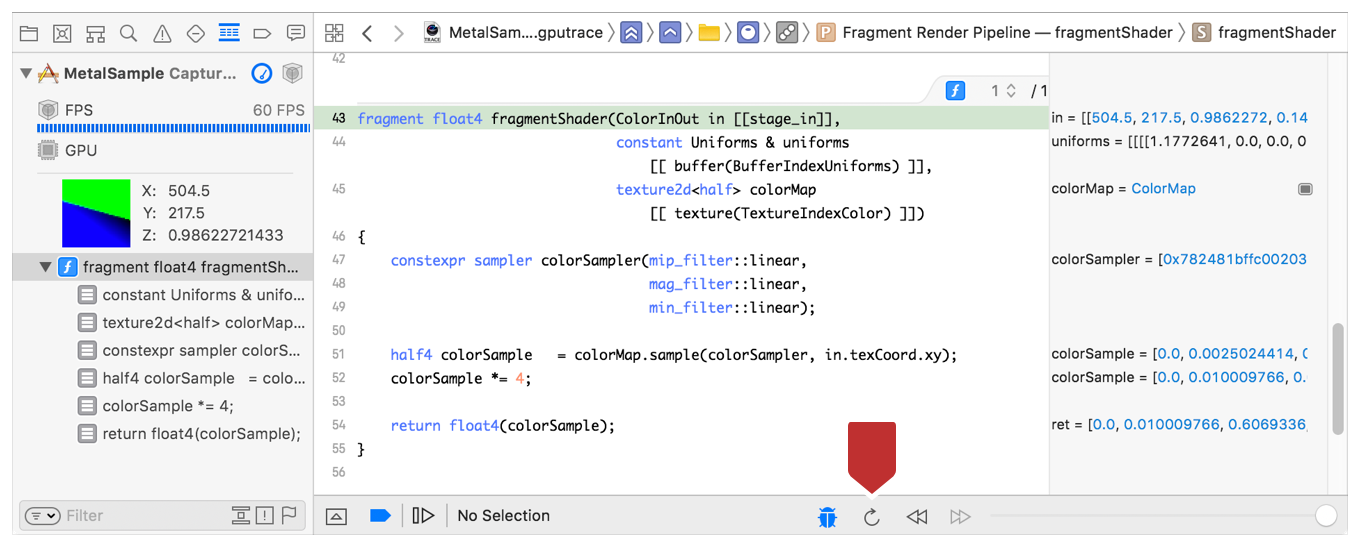 MetalSam....gputrace
Fragment Render Pipeline — fragmentShader
fragmentShader
MetalSample Captur...
FPS 60 FPS
GPU
X: 504.5
Y: 217.5
Z: 0.98622721433
fragment float4 fragmentSh...
constant Uniforms & unifo...
texture2d<half> colorMap...
constexpr sampler colorS...
half4 colorSample = colo...
colorSample *= 4;
return float4(colorSample);
Filter
42
1 / 1
43 fragment float4 fragmentShader(ColorInOut in [[stage_in]],
44 constant Uniforms & uniforms
[[ buffer(BufferIndexUniforms) ]],
45 texture2d<half> colorMap
[[ texture(TextureIndexColor) ]])
46 {
47 constexpr sampler colorSampler(mip_filter::linear,
48 mag_filter::linear,
49 min_filter::linear);
50
51 half4 colorSample = colorMap.sample(colorSampler, in.texCoord.xy);
52 colorSample *= 4;
53
54 return float4(colorSample);
55 }
56
in = [[504.5, 217.5, 0.9862272, 0.14
uniforms = [[[[1.1772641, 0.0, 0.0, 0
colorMap = ColorMap
colorSampler = [0x782481bffc00203
colorSample = [0.0, 0.0025024414, 0
colorSample = [0.0, 0.010009766, 0.
ret = [0.0, 0.010009766, 0.6069336,
No Selection